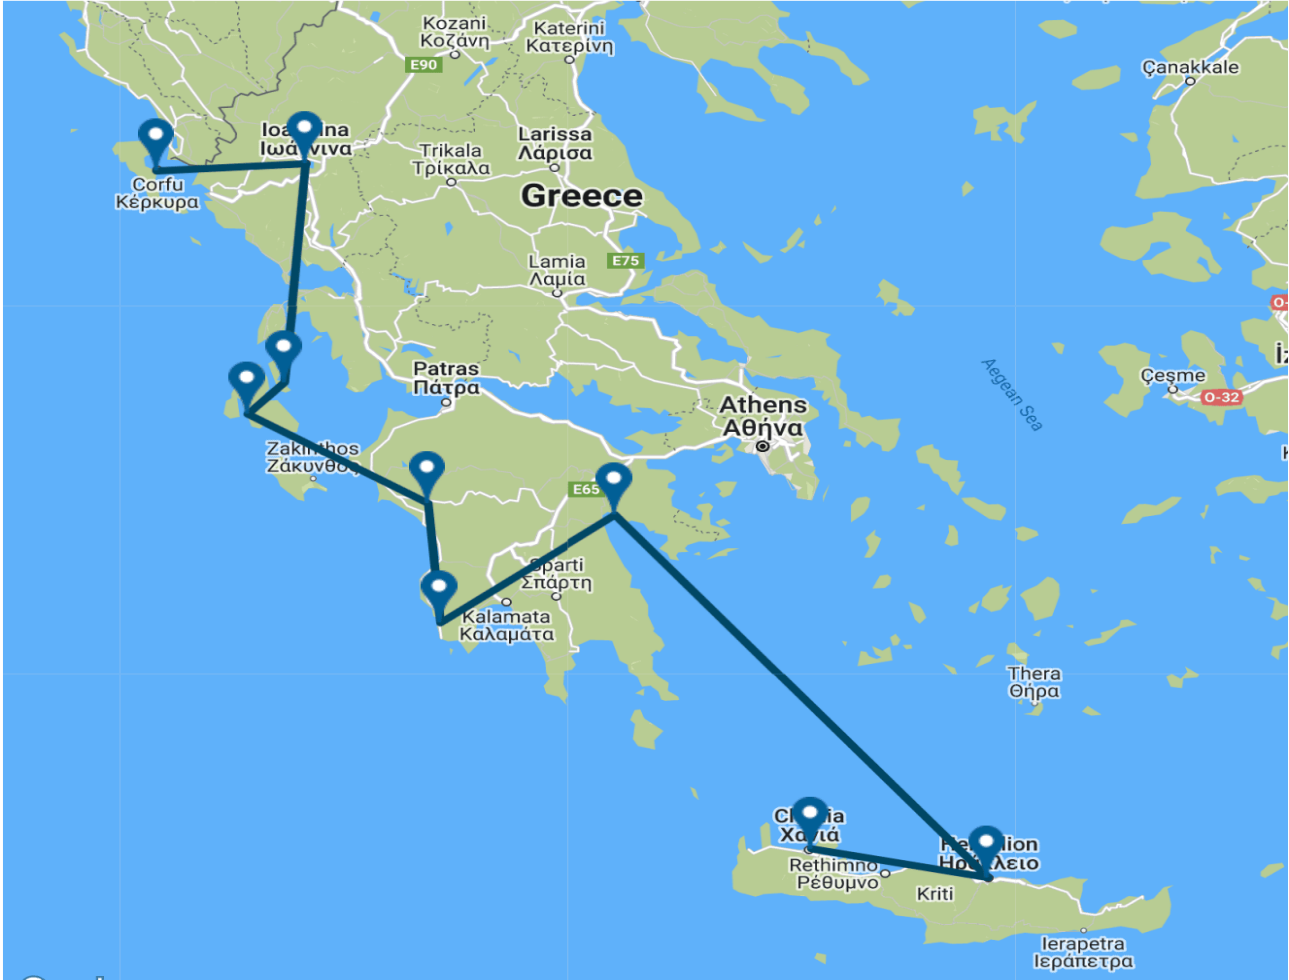 Kozani
Κοζάνη
Katerini
Κατερίνη
E90
Çanakkale
Larissa
Λάρισα
Trikala
Τρίκαλα
Corfu
Κέρκυρα
Greece
Lamia
Λαμία
E75
Aegean Sea
Patras
Πάτρα
Çeşme
O-32
Athens
Αθήνα
Ζάκυνθος
E65
Sparti
Σπάρτη
Kalamata
Καλαμάτα
Thera
Θήρα
Rethimno
Ρέθυμνο
Kriti
Ierapetra
Ιεράπετρα